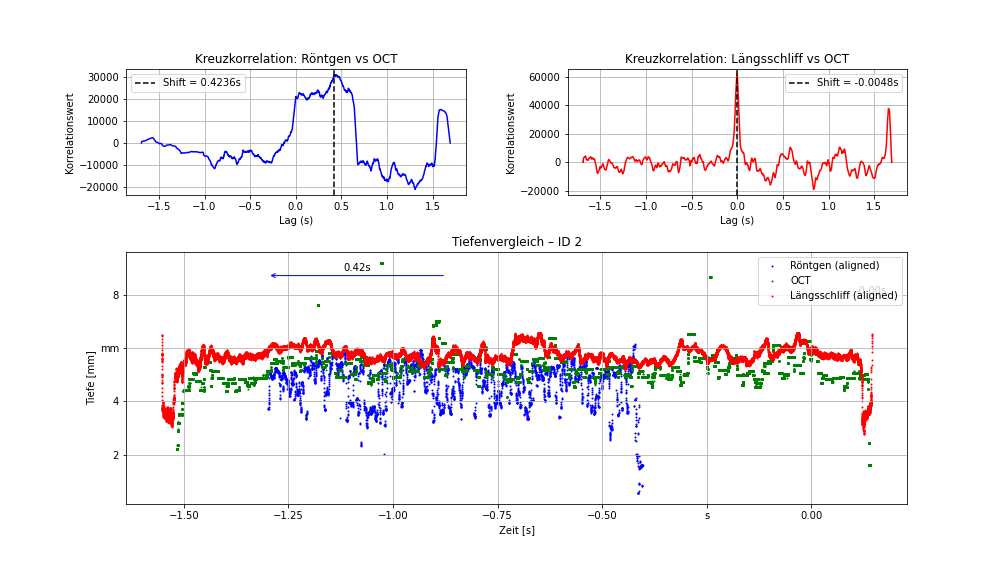 Kreuzkorrelation: Röntgen vs OCT
Korrelationswert
30000
20000
10000
0
−10000
−20000
Shift = 0.4236s
−1.5
−1.0
−0.5
0.0
0.5
1.0
1.5
Lag (s)
Kreuzkorrelation: Längsschliff vs OCT
Korrelationswert
60000
40000
20000
0
−20000
Shift = -0.0048s
−1.5
−1.0
−0.5
0.0
0.5
1.0
1.5
Lag (s)
Tiefenvergleich – ID 2
Tiefe [mm]
8
mm
4
2
0.42s
Röntgen (aligned)
OCT
Längsschliff (aligned)
0.00s
−1.50
−1.25
−1.00
−0.75
−0.50
s
0.00
Zeit [s]